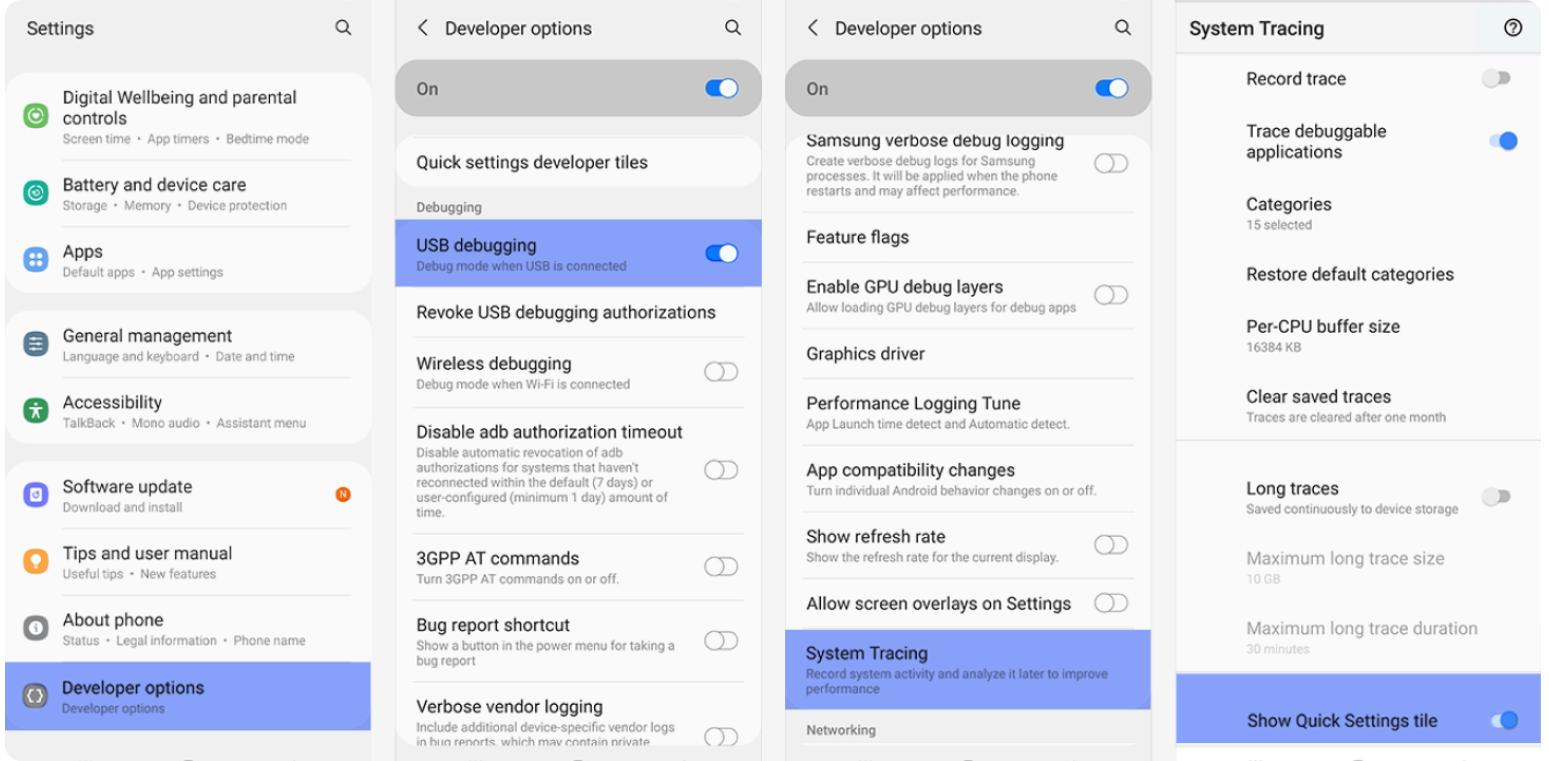 Settings
Digital Wellbeing and parental
controls
Screen time • App timers • Bedtime mode
Battery and device care
Storage • Memory • Device protection
Apps
Default apps • App settings
General management
Language and keyboard • Date and time
Accessibility
TalkBack • Mono audio • Assistant menu
Software update
N
Download and install
Tips and user manual
Useful tips • New features
About phone
Status • Legal information • Phone name
Developer options
Developer options
Developer options
On
Quick settings developer tiles
Debugging
USB debugging
Debug mode when USB is connected
Revoke USB debugging authorizations
Wireless debugging
Debug mode when Wi-Fi is connected
Disable adb authorization timeout
Disable automatic revocation of adb
authorizations for systems that haven't
reconnected within the default (7 days) or
user-configured (minimum 1 day) amount of
time.
3GPP AT commands
Turn 3GPP AT commands on or off.
Bug report shortcut
Show a button in the power menu for taking a
bug report
Verbose vendor logging
Include additional device-specific vendor logs
in bug reports, which may contain private
Developer options
On
Samsung verbose debug logging
Create verbose debug logs for Samsung
processes. It will be applied when the phone
restarts and may affect performance.
Feature flags
Enable GPU debug layers
Allow loading GPU debug layers for debug apps
Graphics driver
Performance Logging Tune
App Launch time detect and Automatic detect.
App compatibility changes
Turn individual Android behavior changes on or off.
Show refresh rate
Show the refresh rate for the current display.
Allow screen overlays on Settings
System Tracing
Record system activity and analyze it later to improve
performance
Networking
System Tracing
Record trace
Trace debuggable
applications
Categories
15 selected
Restore default categories
Per-CPU buffer size
16384 KB
Clear saved traces
Traces are cleared after one month
Long traces
Saved continuously to device storage
Maximum long trace size
10 GB
Maximum long trace duration
30 minutes
Show Quick Settings tile